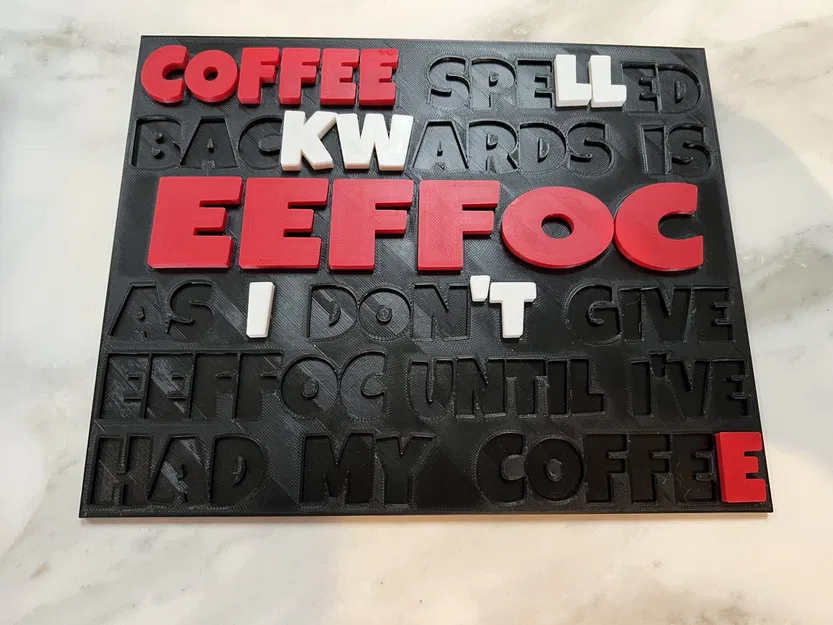 COFFEE SPELLED
BACKWARDS IS
EEFFOC
AS I DON'T GIVE
EEFFOC UNTIL I'VE
HAD MY COFFEE